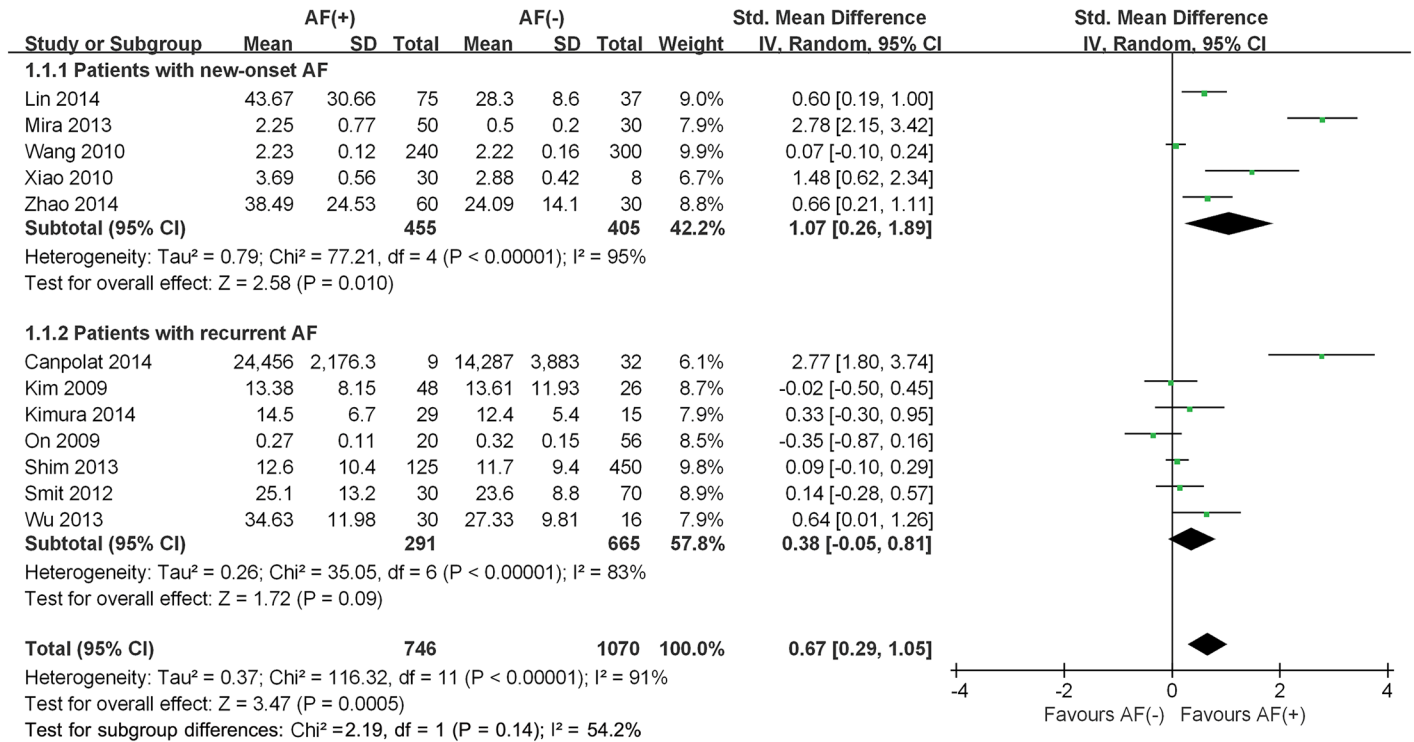 AF(+) AF(-) Std. Mean Difference Std. Mean Difference
Study or Subgroup Mean SD Total Mean SD Total Weight IV, Random, 95% CI IV, Random, 95% CI
1.1.1 Patients with new-onset AF
Lin 2014 43.67 30.66 75 28.3 8.6 37 9.0% 0.60 [0.19, 1.00]
Mira 2013 2.25 0.77 50 0.5 0.2 30 7.9% 2.78 [2.15, 3.42]
Wang 2010 2.23 0.12 240 2.22 0.16 300 9.9% 0.07 [-0.10, 0.24]
Xiao 2010 3.69 0.56 30 2.88 0.42 8 6.7% 1.48 [0.62, 2.34]
Zhao 2014 38.49 24.53 60 24.09 14.1 30 8.8% 0.66 [0.21, 1.11]
Subtotal (95% CI) 455 405 42.2% 1.07 [0.26, 1.89]
Heterogeneity: Tau² = 0.79; Chi² = 77.21, df = 4 (P < 0.00001); I² = 95%
Test for overall effect: Z = 2.58 (P = 0.010)
1.1.2 Patients with recurrent AF
Canpolat 2014 24,456 2,176.3 9 14,287 3,883 32 6.1% 2.77 [1.80, 3.74]
Kim 2009 13.38 8.15 48 13.61 11.93 26 8.7% -0.02 [-0.50, 0.45]
Kimura 2014 14.5 6.7 29 12.4 5.4 15 7.9% 0.33 [-0.30, 0.95]
On 2009 0.27 0.11 20 0.32 0.15 56 8.5% -0.35 [-0.87, 0.16]
Shim 2013 12.6 10.4 125 11.7 9.4 450 9.8% 0.09 [-0.10, 0.29]
Smit 2012 25.1 13.2 30 23.6 8.8 70 8.9% 0.14 [-0.28, 0.57]
Wu 2013 34.63 11.98 30 27.33 9.81 16 7.9% 0.64 [0.01, 1.26]
Subtotal (95% CI) 291 665 57.8% 0.38 [-0.05, 0.81]
Heterogeneity: Tau² = 0.26; Chi² = 35.05, df = 6 (P < 0.00001); I² = 83%
Test for overall effect: Z = 1.72 (P = 0.09)
Total (95% CI) 746 1070 100.0% 0.67 [0.29, 1.05]
Heterogeneity: Tau² = 0.37; Chi² = 116.32, df = 11 (P < 0.00001); I² = 91%
Test for overall effect: Z = 3.47 (P = 0.0005)
Test for subgroup differences: Chi² =2.19, df = 1 (P = 0.14); I² = 54.2%
-4 -2 0 2 4
Favours AF(-) Favours AF(+)